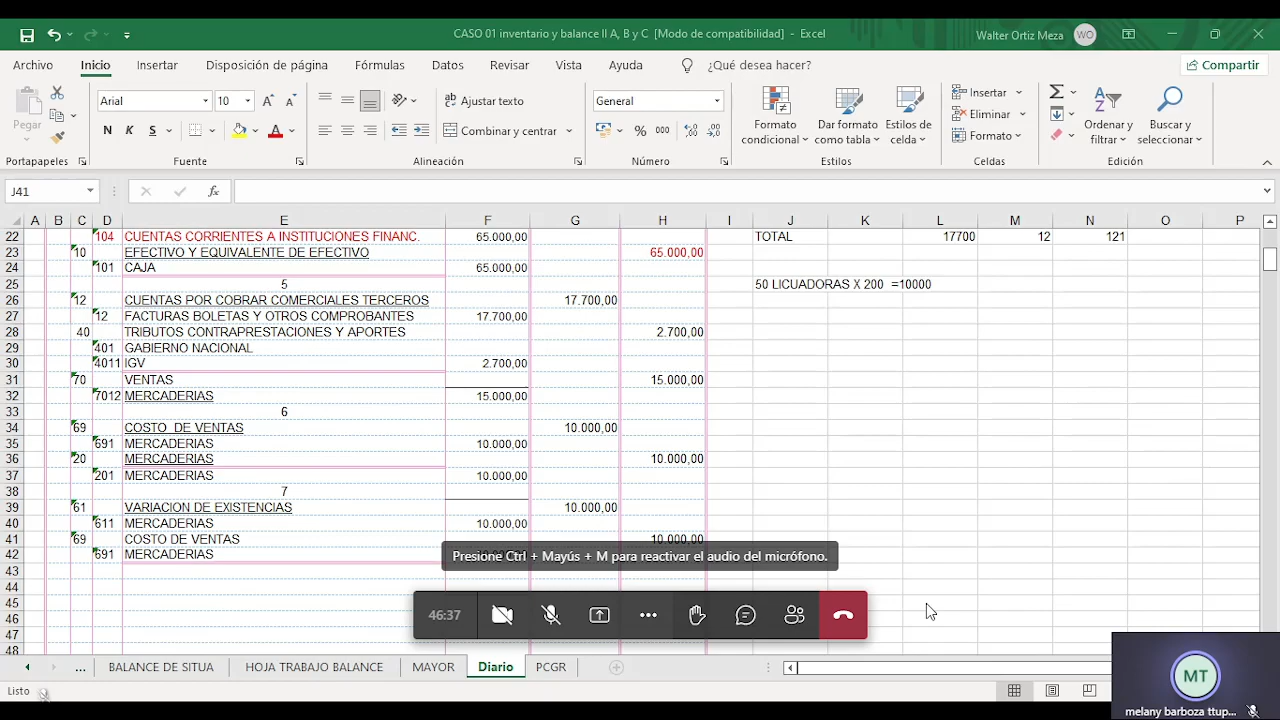 CASO 01 inventario y balance II A, B y C [Modo de compatibilidad] - Excel
Walter Ortiz Meza WO
Archivo Inicio Insertar Disposición de página Fórmulas Datos Revisar Vista Ayuda ¿Qué desea hacer? Compartir
Pegar
Arial 10
N K S
Ajustar texto
Combinar y centrar
General
% 000
Formato condicional
Dar formato como tabla
Estilos de celda
Insertar
Eliminar
Formato
Ordenar y filtrar
Buscar y seleccionar
Portapapeles Fuente Alineación Número Estilos Celdas Edición
J41 fx
A B C D E F G H I J K L M N O P
22 104 CUENTAS CORRIENTES A INSTITUCIONES FINANC. 65.000,00 TOTAL 17700 12 121
23 10 EFECTIVO Y EQUIVALENTE DE EFECTIVO 65.000,00
24 101 CAJA 65.000,00
25 5 50 LICUADORAS X 200 =10000
26 12 CUENTAS POR COBRAR COMERCIALES TERCEROS 17.700,00
27 12 FACTURAS BOLETAS Y OTROS COMPROBANTES 17.700,00
28 40 TRIBUTOS CONTRAPRESTACIONES Y APORTES 2.700,00
29 401 GABIERNO NACIONAL
30 4011 IGV 2.700,00
31 70 VENTAS 15.000,00
32 7012 MERCADERIAS 15.000,00
33 6
34 69 COSTO DE VENTAS 10.000,00
35 691 MERCADERIAS 10.000,00
36 20 MERCADERIAS 10.000,00
37 201 MERCADERIAS 10.000,00
38 7
39 61 VARIACION DE EXISTENCIAS 10.000,00
40 611 MERCADERIAS 10.000,00
41 69 COSTO DE VENTAS 10.000,00
42 691 MERCADERIAS
43
44
45
46
47
48
Presione Ctrl + Mayús + M para reactivar el audio del micrófono.
46:37
... BALANCE DE SITUA HOJA TRABAJO BALANCE MAYOR Diario PCGR
Listo
MT
melany barboza ttup...